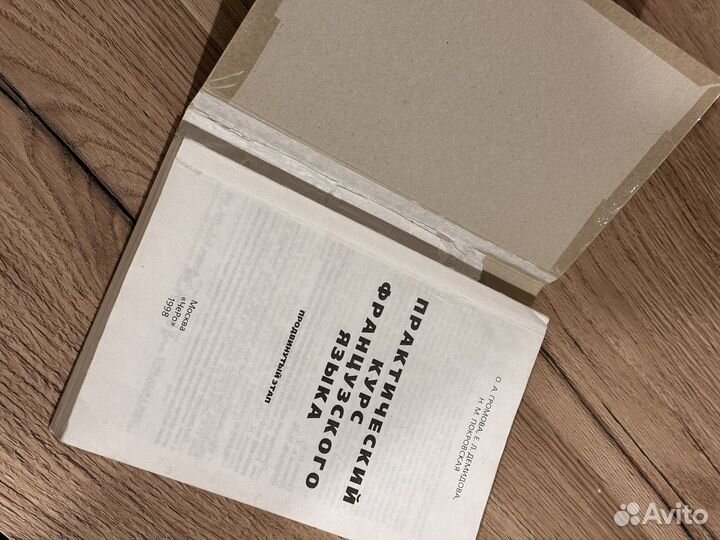 О. А. ГРОМОВА, Е. Л. ДЕМИДОВА,
Н. М. ПОКРОВСКАЯ
ПРАКТИЧЕСКИЙ
КУРС
ФРАНЦУЗСКОГО
ЯЗЫКА
ПРОДВИНУТЫЙ ЭТАП
Москва
«ЧеРо»
1998
Avito